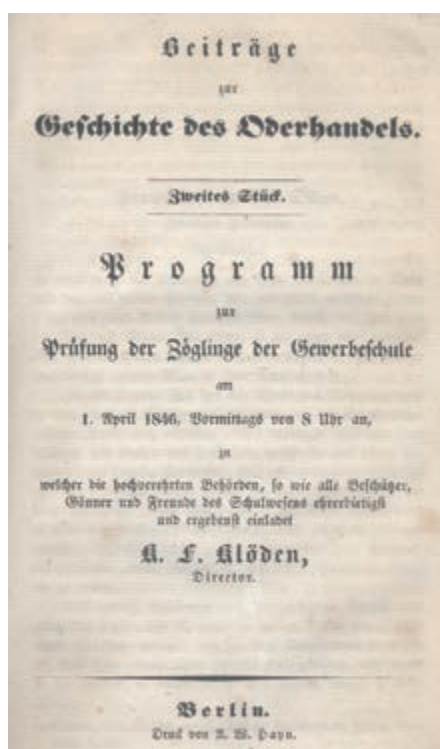 Beiträge
zur
Geschichte des Oderhandels.
Zweites Stück.
Programm
zur
Prüfung der Zöglinge der Gewerbeschule
am
1. April 1846, Vormittags von 8 Uhr an,
zu
welcher die hochverehrten Behörden, so wie alle Beschützer,
Gönner und Freunde des Schulwesens ehrerbietigst
und ergebenst einladet
K. F. Klöden,
Director.
Berlin.
Druck von A. W. Hayn.